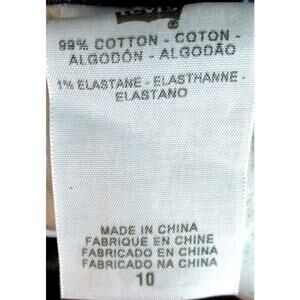 Levi's
99% COTTON - COTON -
ALGODÓN - ALGODÃO
1% ELASTANE - ELASTHANNE -
ELASTANO
MADE IN CHINA
FABRIQUE EN CHINE
FABRICADO EN CHINA
FABRICADO NA CHINA
10